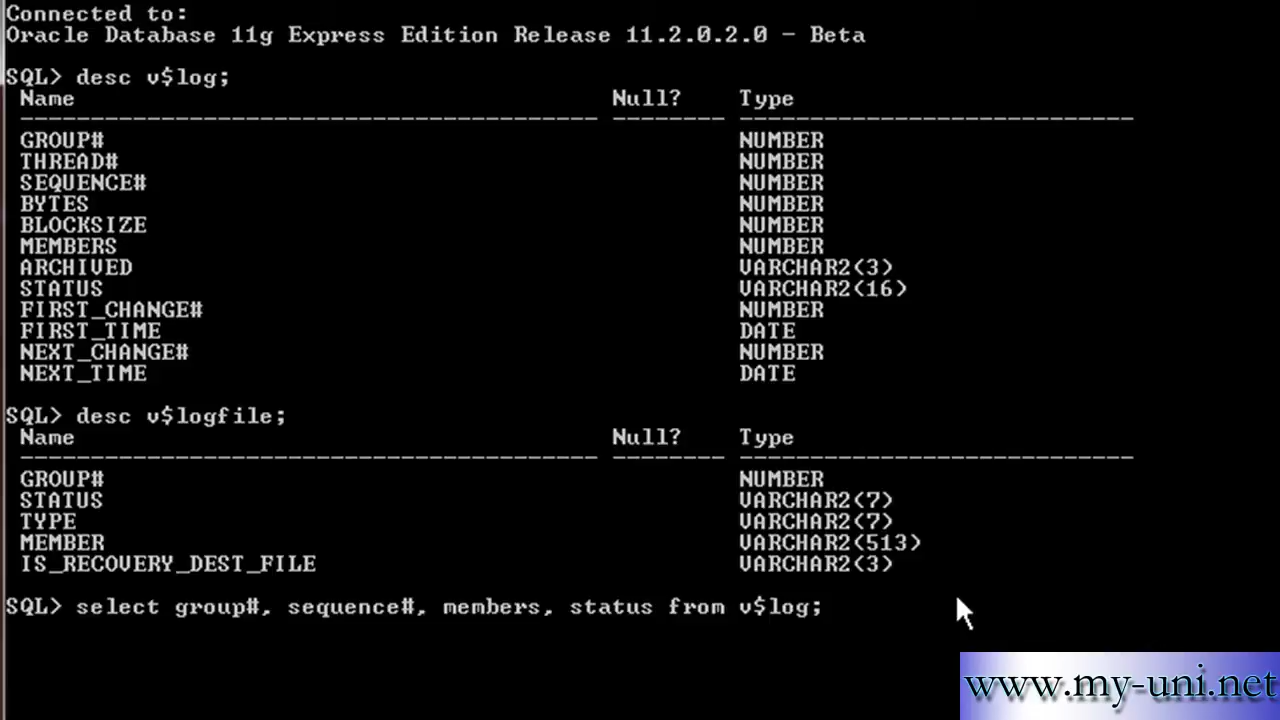 Connected to:
Oracle Database 11g Express Edition Release 11.2.0.2.0 - Beta
SQL> desc v$log;
Name Null? Type
----------------------------------------- -------- ----------------------------
GROUP# NUMBER
THREAD# NUMBER
SEQUENCE# NUMBER
BYTES NUMBER
BLOCKSIZE NUMBER
MEMBERS NUMBER
ARCHIVED VARCHAR2(3)
STATUS VARCHAR2(16)
FIRST_CHANGE# NUMBER
FIRST_TIME DATE
NEXT_CHANGE# NUMBER
NEXT_TIME DATE
SQL> desc v$logfile;
Name Null? Type
----------------------------------------- -------- ----------------------------
GROUP# NUMBER
STATUS VARCHAR2(7)
TYPE VARCHAR2(7)
MEMBER VARCHAR2(513)
IS_RECOVERY_DEST_FILE VARCHAR2(3)
SQL> select group#, sequence#, members, status from v$log;
www.my-uni.net